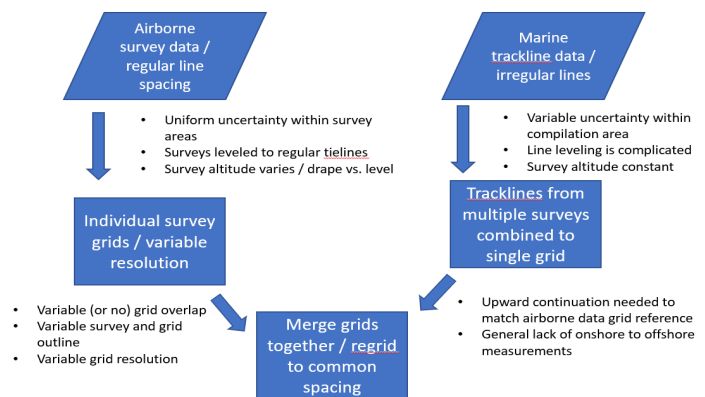 Airborne
survey data /
regular line
spacing
Marine
trackline data /
irregular lines
• Uniform uncertainty within survey
areas
• Surveys leveled to regular tielines
• Survey altitude varies / drape vs. level
• Variable uncertainty within
compilation area
• Line leveling is complicated
• Survey altitude constant
Individual survey
grids / variable
resolution
Tracklines from
multiple surveys
combined to
single grid
• Variable (or no) grid overlap
• Variable survey and grid
outline
• Variable grid resolution
Merge grids
together / regrid
to common
spacing
• Upward continuation needed to
match airborne data grid reference
• General lack of onshore to offshore
measurements